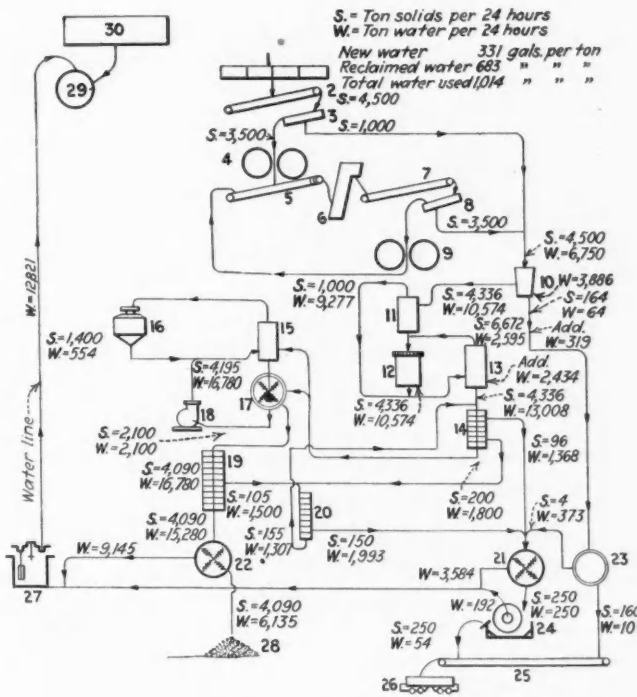 S.= Ton solids per 24 hours
W.= Ton water per 24 hours
New water 331 gals. per ton
Reclaimed water 683 " " "
Total water used 1,014 " " "
30
29
2
S.=4,500
3
S.=3,500
S.=1,000
4
5
6
7
8
S.=3,500
9
S.=4,500
W.=6,750
10
W.=3,886
S.=164
W.=64
Add.
W.=319
W.=12,821
Water line
S.=1,000
W.=9,277
11
S.=4,336
W.=10,574
S.=6,672
W.=2,595
12
13
Add.
W.=2,434
S.=4,336
W.=10,574
S.=4,336
W.=13,008
14
S.=1,400
W.=554
16
15
S.=4,195
W.=16,780
17
18
S.=2,100
W.=2,100
19
S.=4,090
W.=16,780
S.=105
W.=1,500
20
S.=96
W.=1,368
S.=200
W.=1,800
S.=4
W.=373
S.=4,090
W.=15,280
S.=155
W.=1,307
S.=150
W.=1,993
W.=9,145
22
21
23
W.=3,584
27
W.=192
S.=250
W.=250
24
S.=4,090
W.=6,135
28
S.=250
W.=54
S.=160
W.=10
25
26